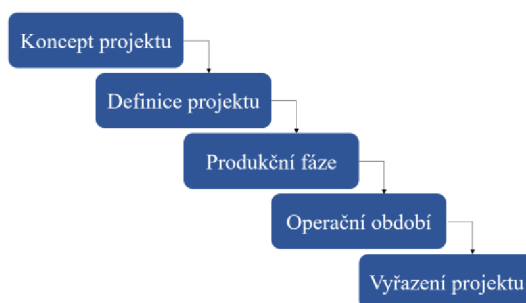 Koncept projektu
Definice projektu
Produkční fáze
Operační období
Vyřazení projektu